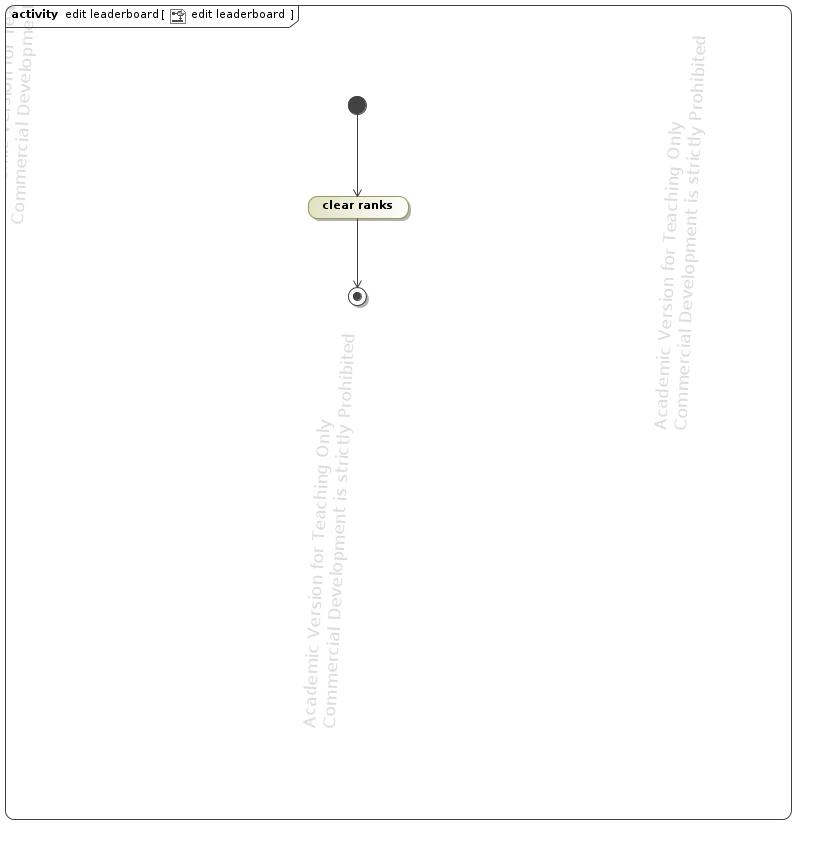 activity edit leaderboard [ edit leaderboard ]
clear ranks
Commercial Development
Academic Version for Teaching Only
Commercial Development is strictly Prohibited
Academic Version for Teaching Only
Commercial Development is strictly Prohibited